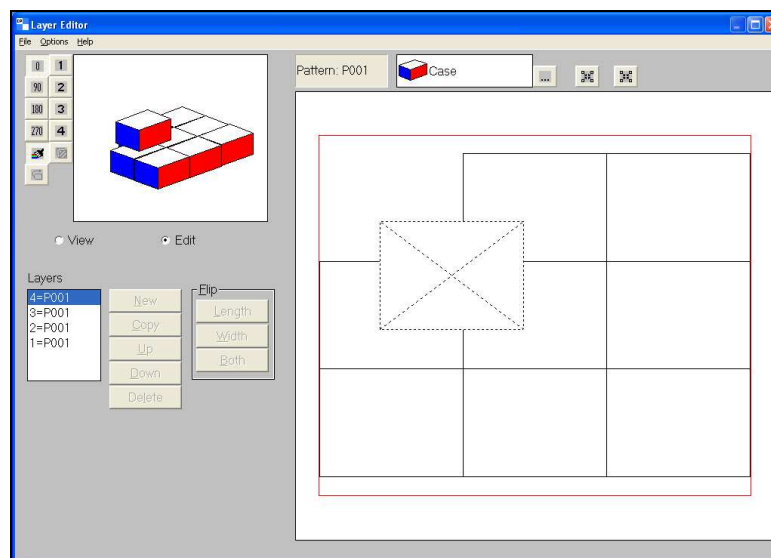 Layer Editor
File Options Help
0 1
90 2
180 3
270 4
Pattern: P001
Case
...
View Edit
Layers
4=P001
3=P001
2=P001
1=P001
New
Copy
Up
Down
Delete
Flip
Length
Width
Both